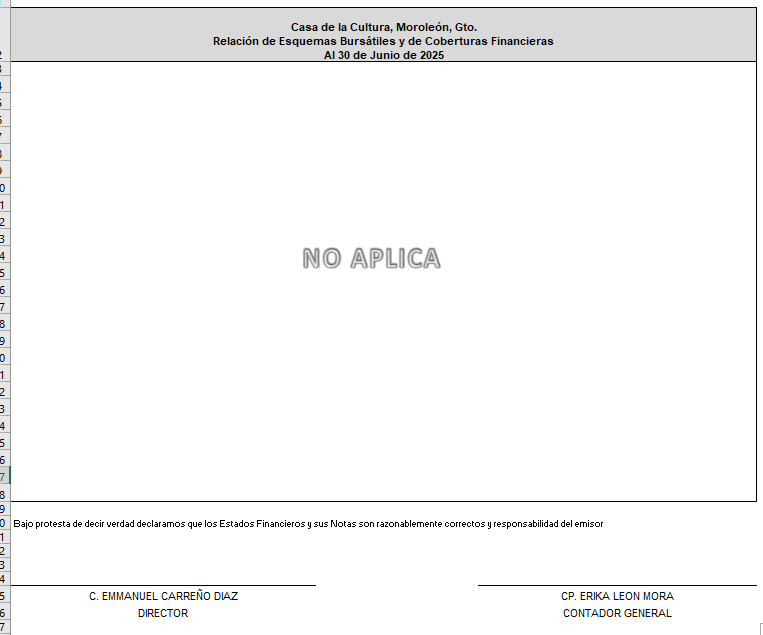 Casa de la Cultura, Moroleón, Gto.
Relación de Esquemas Bursátiles y de Coberturas Financieras
Al 30 de Junio de 2025
NO APLICA
Bajo protesta de decir verdad declaramos que los Estados Financieros y sus Notas son razonablemente correctos y responsabilidad del emisor
C. EMMANUEL CARREÑO DIAZ
DIRECTOR
CP. ERIKA LEON MORA
CONTADOR GENERAL